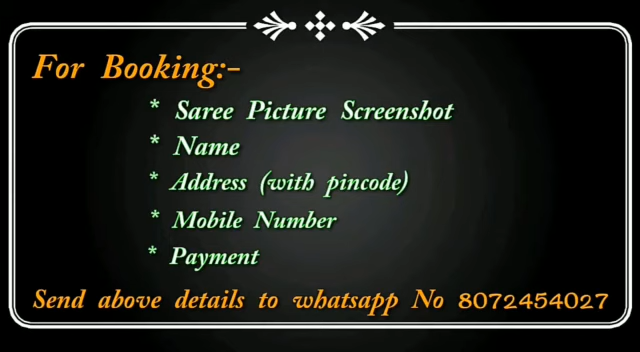 For Booking:-
* Saree Picture Screenshot
* Name
* Address (with pincode)
* Mobile Number
* Payment
Send above details to whatsapp No 8072454027